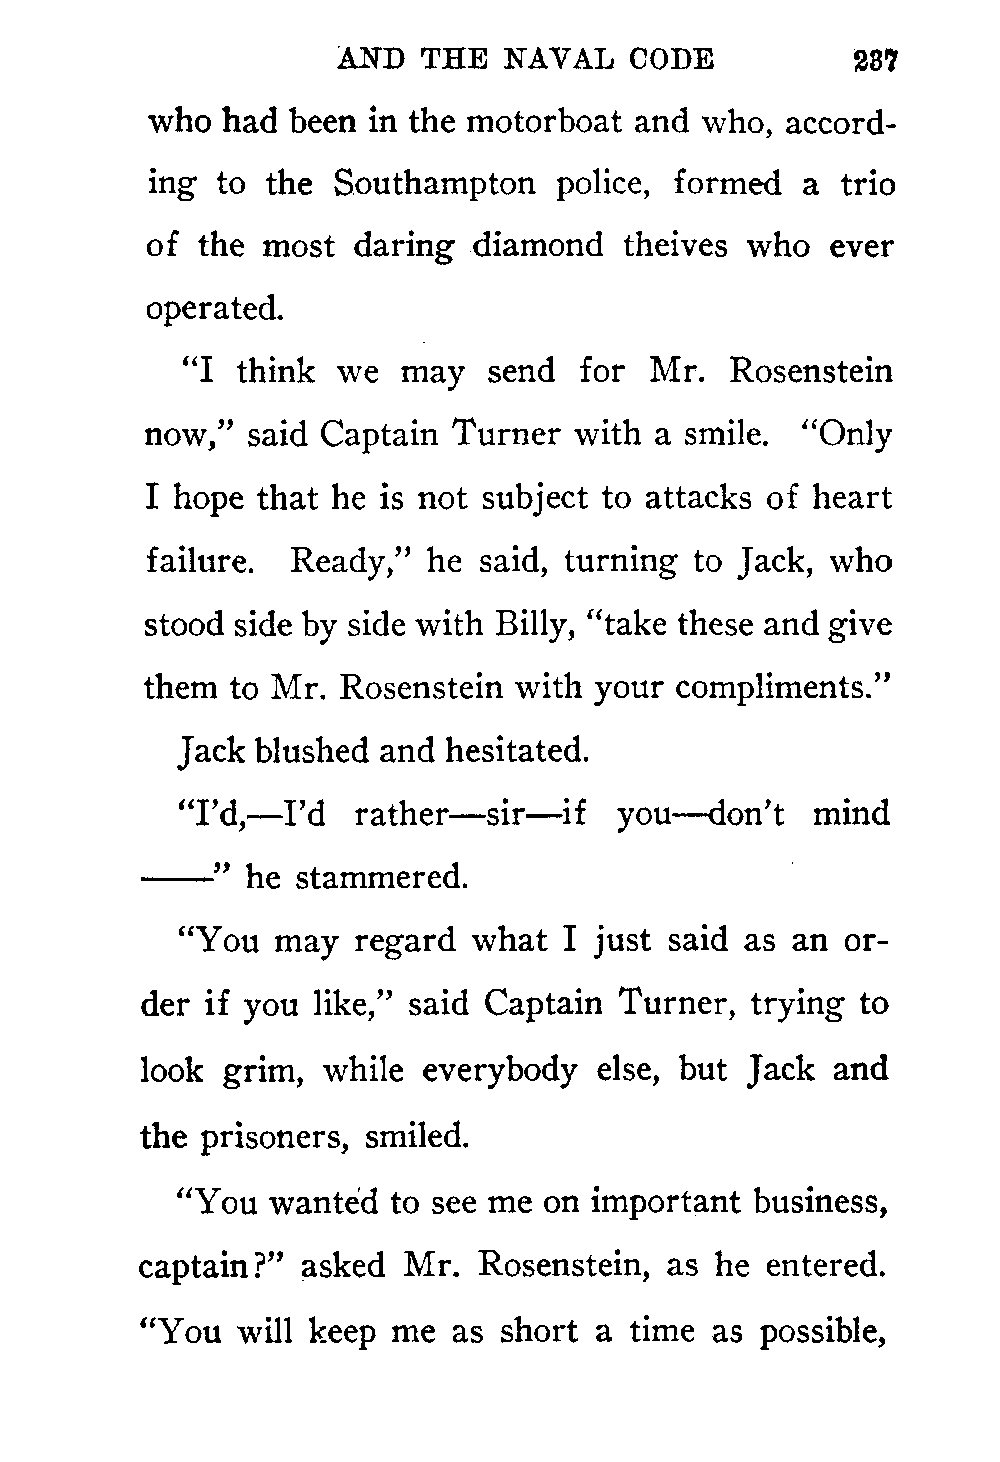 AND THE NAVAL CODE 237
who had been in the motorboat and who, accord-
ing to the Southampton police, formed a trio
of the most daring diamond theives who ever
operated.
“I think we may send for Mr. Rosenstein
now,” said Captain Turner with a smile. “Only
I hope that he is not subject to attacks of heart
failure. Ready,” he said, turning to Jack, who
stood side by side with Billy, “take these and give
them to Mr. Rosenstein with your compliments.”
Jack blushed and hesitated.
“I’d,—I’d rather—sir—if you—don’t mind
——” he stammered.
“You may regard what I just said as an or-
der if you like,” said Captain Turner, trying to
look grim, while everybody else, but Jack and
the prisoners, smiled.
“You wanted to see me on important business,
captain?” asked Mr. Rosenstein, as he entered.
“You will keep me as short a time as possible,